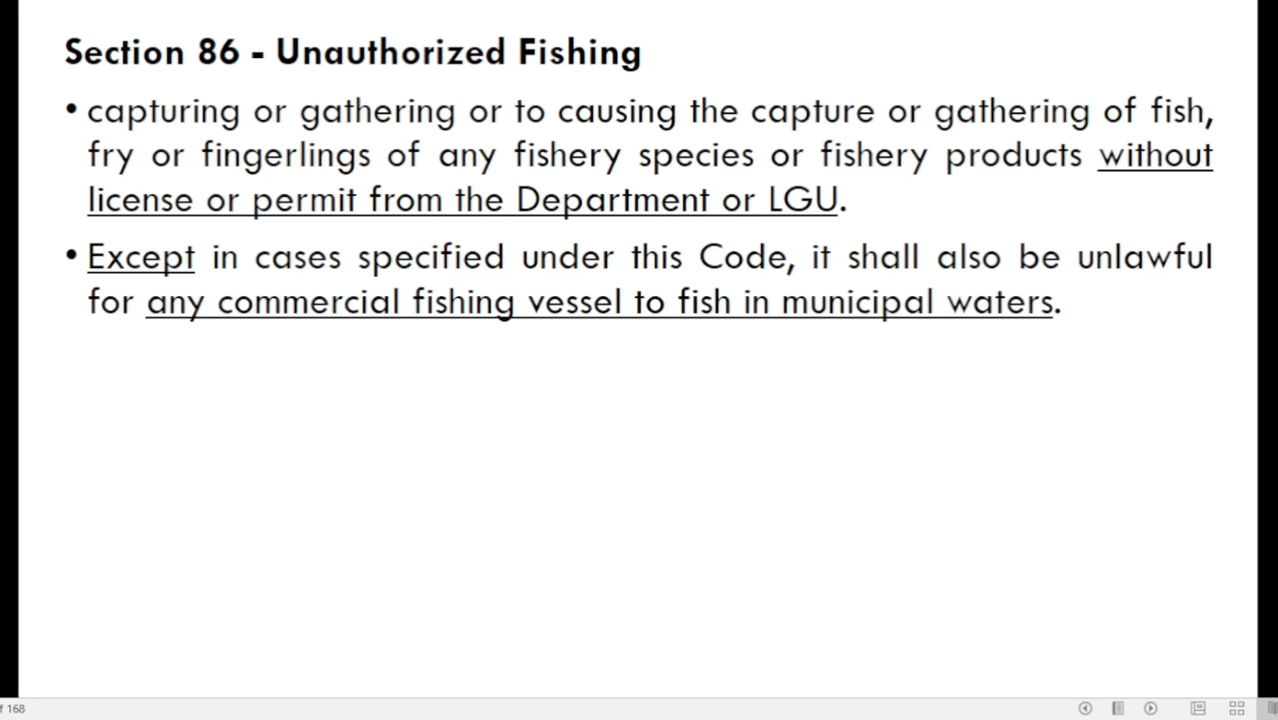 Section 86 - Unauthorized Fishing
• capturing or gathering or to causing the capture or gathering of fish,
fry or fingerlings of any fishery species or fishery products without
license or permit from the Department or LGU.
• Except in cases specified under this Code, it shall also be unlawful
for any commercial fishing vessel to fish in municipal waters.
f 168